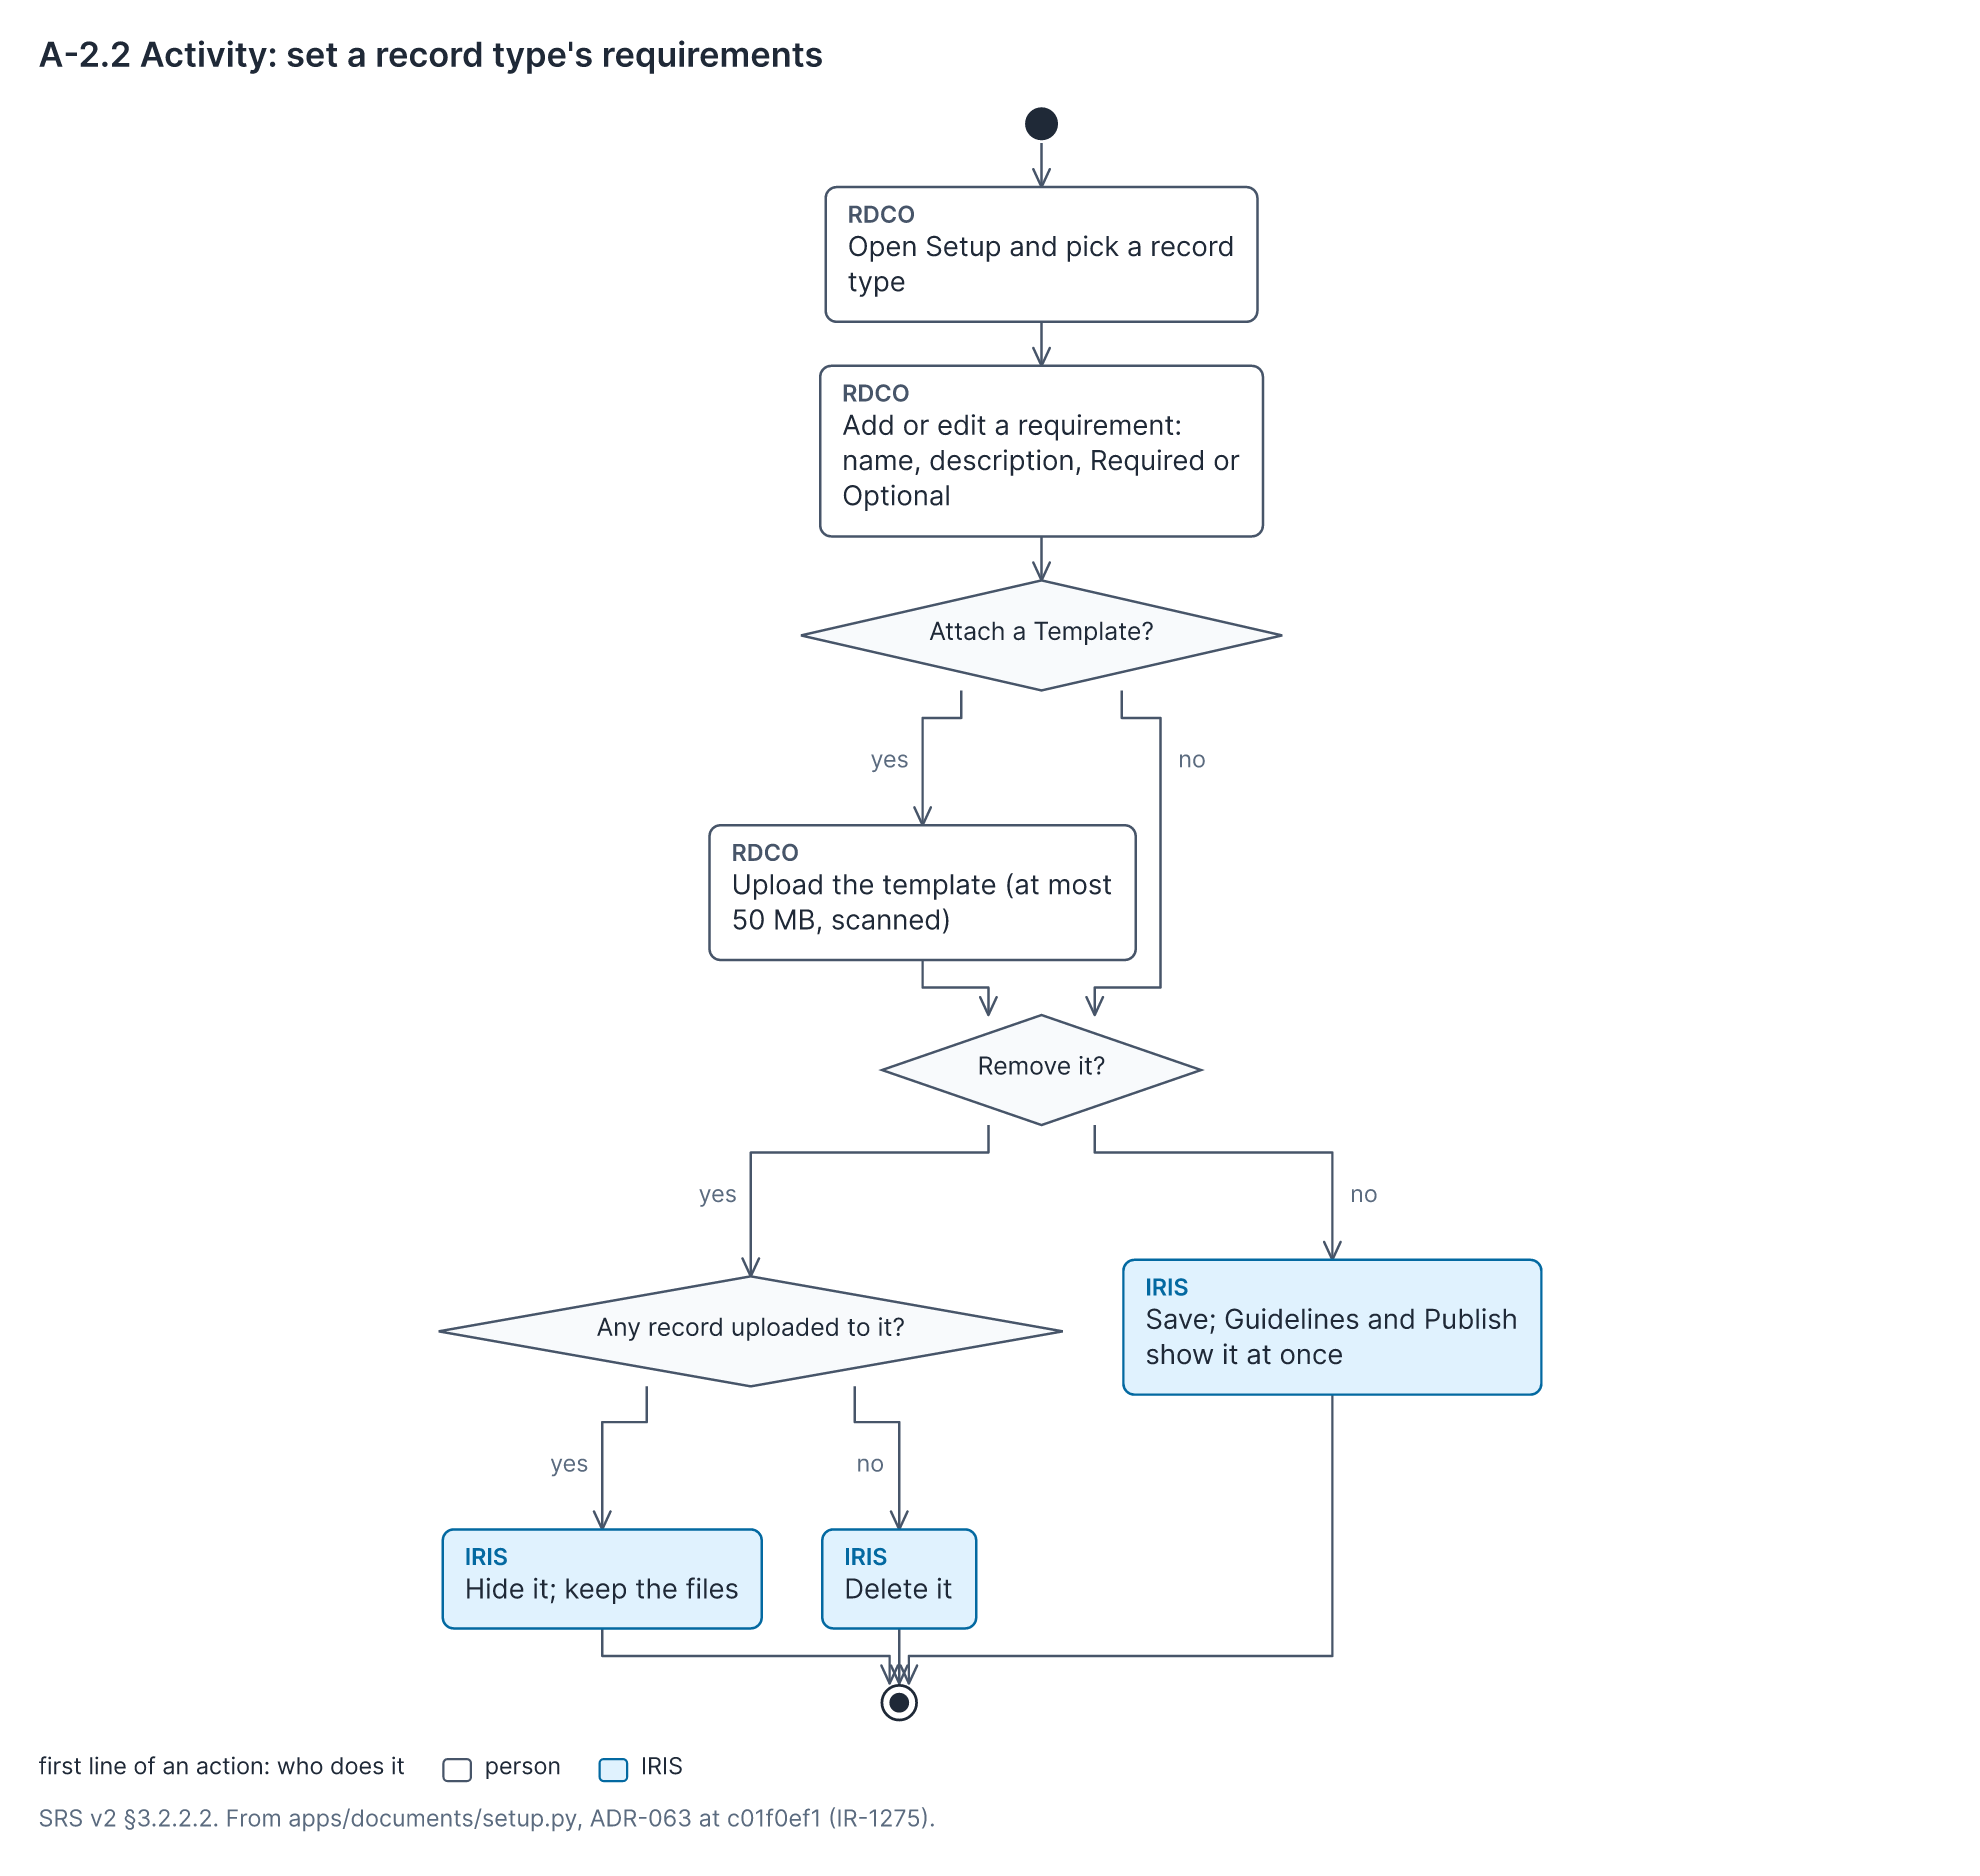 A-2.2 Activity: set a record type's requirements
RDCO
Open Setup and pick a record
type
RDCO
Add or edit a requirement:
name, description, Required or
Optional
Attach a Template?
yes
no
RDCO
Upload the template (at most
50 MB, scanned)
Remove it?
yes
no
IRIS
Save; Guidelines and Publish
show it at once
Any record uploaded to it?
yes
no
IRIS
Hide it; keep the files
IRIS
Delete it
first line of an action: who does it
person
IRIS
SRS v2 §3.2.2.2. From apps/documents/setup.py, ADR-063 at c01f0ef1 (IR-1275).